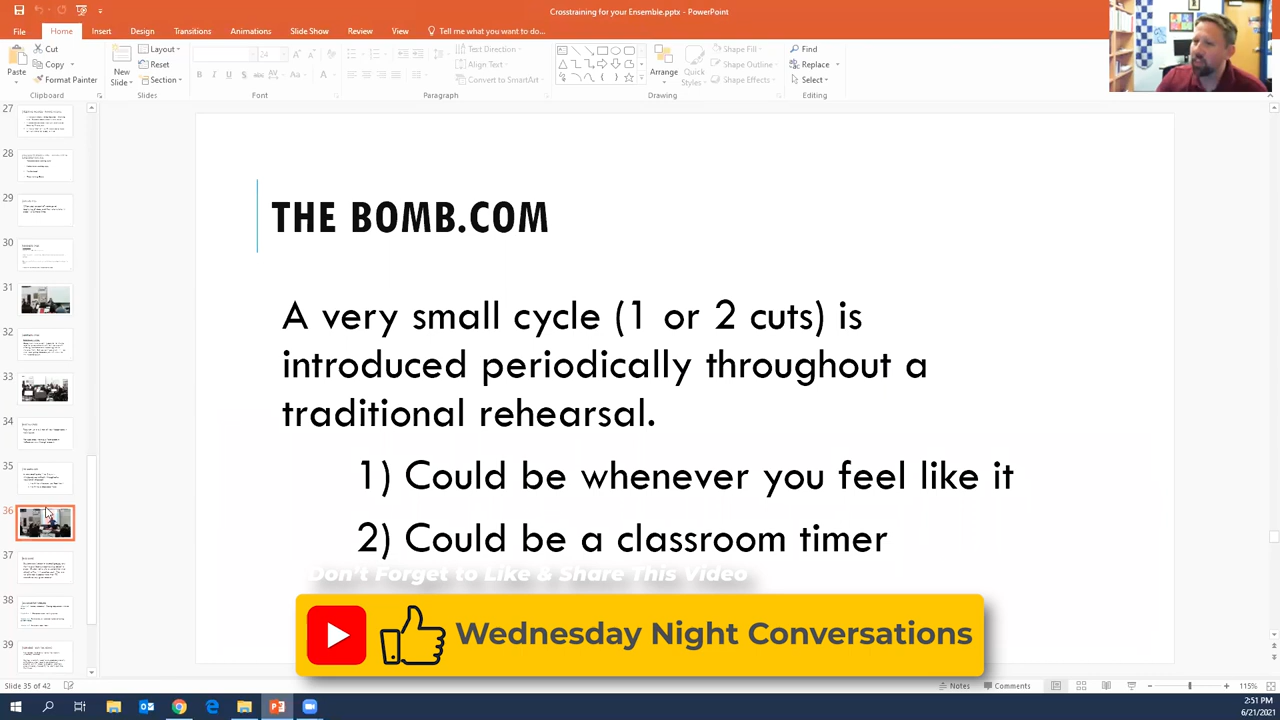 Crosstraining for your Ensemble.pptx - PowerPoint
File Home Insert Design Transitions Animations Slide Show Review View Tell me what you want to do...
Cut
Copy
Format Painter
Paste
Clipboard
New
Slide
Layout
Reset
Section
Slides
24
Font
Text Direction
Align Text
Convert to SmartArt
Paragraph
Arrange
Quick
Styles
Shape Fill
Shape Outline
Shape Effects
Drawing
Find
Replace
Select
Editing
27
28
29
30
31
32
34
35
36
37
38
39
THE BOMB.COM
A very small cycle (1 or 2 cuts) is
introduced periodically throughout a
traditional rehearsal.
1) Could be whenever you feel like it
2) Could be a classroom timer
Don't Forget to Like & Share This Video
Wednesday Night Conversations
Slide 35 of 42
Notes
Comments
115%
2:51 PM
6/21/2021